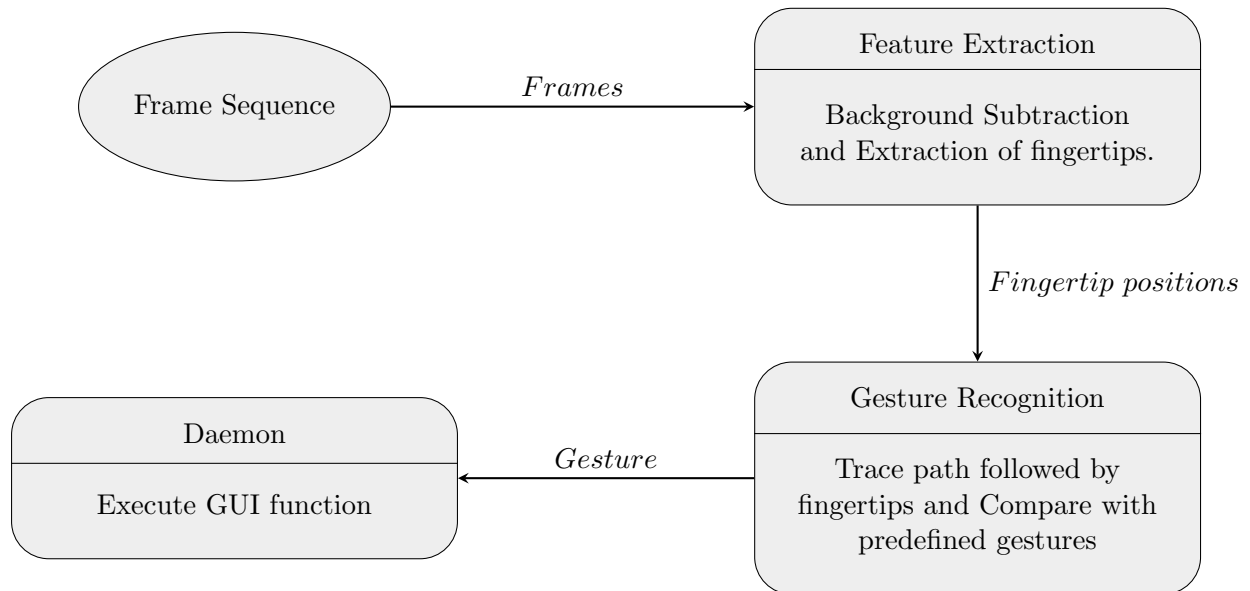 Frame Sequence
Frames
Feature Extraction
Background Subtraction
and Extraction of fingertips.
Fingertip positions
Gesture Recognition
Trace path followed by
fingertips and Compare with
predefined gestures
Gesture
Daemon
Execute GUI function